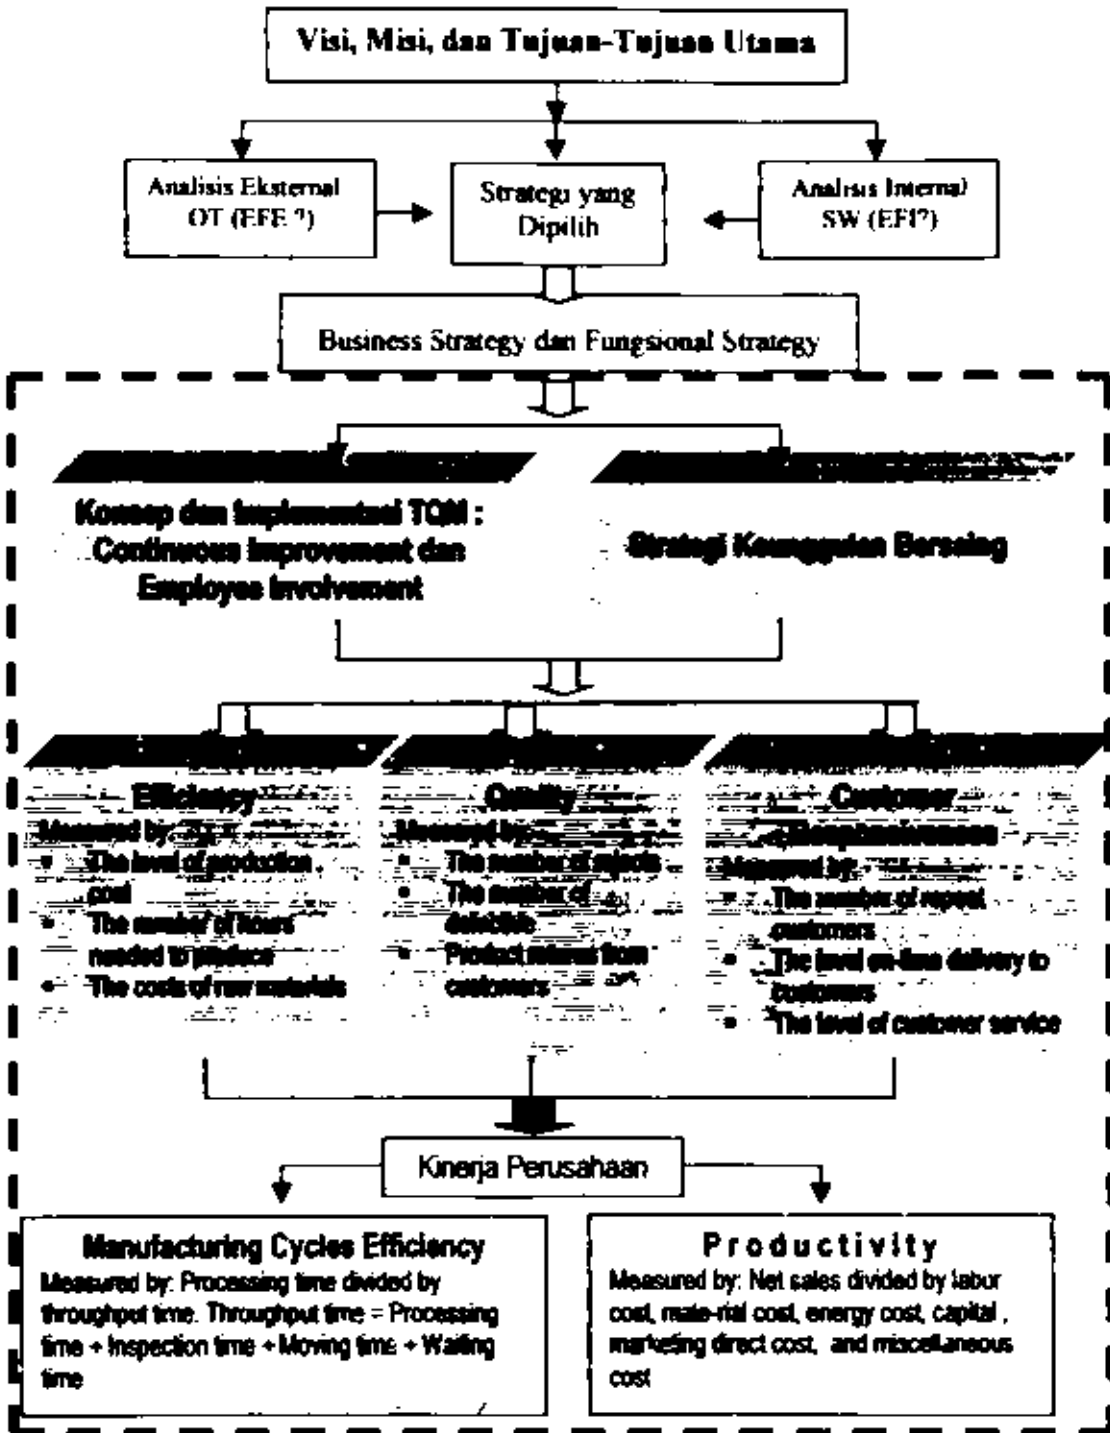 Visi, Misi, dan Tujuan-Tujuan Utama
Analisis Eksternal
OT (EFE ?)
Strategi yang
Dipilih
Analisis Internal
SW (EFI?)
Business Strategy dan Fungsional Strategy
Konsep dan Implementasi TQM :
Continuous Improvement dan
Employee Involvement
Strategi Keunggulan Bersaing
Efficiency
Measured by:
• The level of production
cost
• The number of hours
needed to produce
• The costs of raw materials
Quality
Measured by:
• The number of rejects
• The number of
• Product returns from
customers
Customer
Responsiveness
Measured by:
• The number of repeat
customers
• The level on-time delivery to
customers
• The level of customer service
Kinerja Perusahaan
Manufacturing Cycles Efficiency
Measured by: Processing time divided by
throughput time. Throughput time = Processing
time + Inspection time + Moving time + Waiting
time
Productivity
Measured by: Net sales divided by labor
cost, mate-rial cost, energy cost, capital ,
marketing direct cost, and miscellaneous
cost